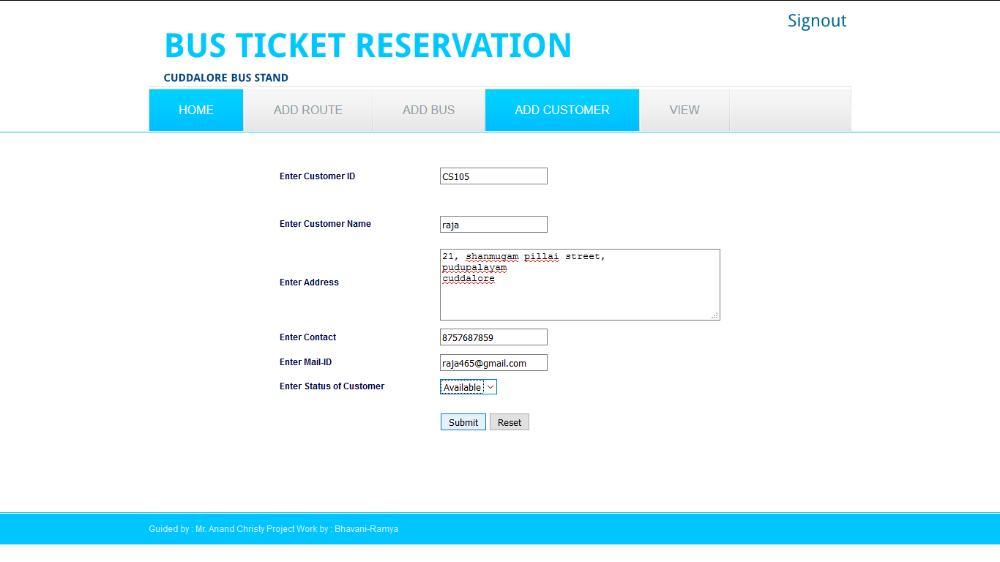 Signout
BUS TICKET RESERVATION
CUDDALORE BUS STAND
HOME ADD ROUTE ADD BUS ADD CUSTOMER VIEW
Enter Customer ID CS105
Enter Customer Name raja
Enter Address
21, shanmugam pillai street,
pudupalayam
cuddalore
Enter Contact 8757687859
Enter Mail-ID raja465@gmail.com
Enter Status of Customer Available
Submit Reset
Guided by : Mr. Anand Christy Project Work by : Bhavani-Ramya